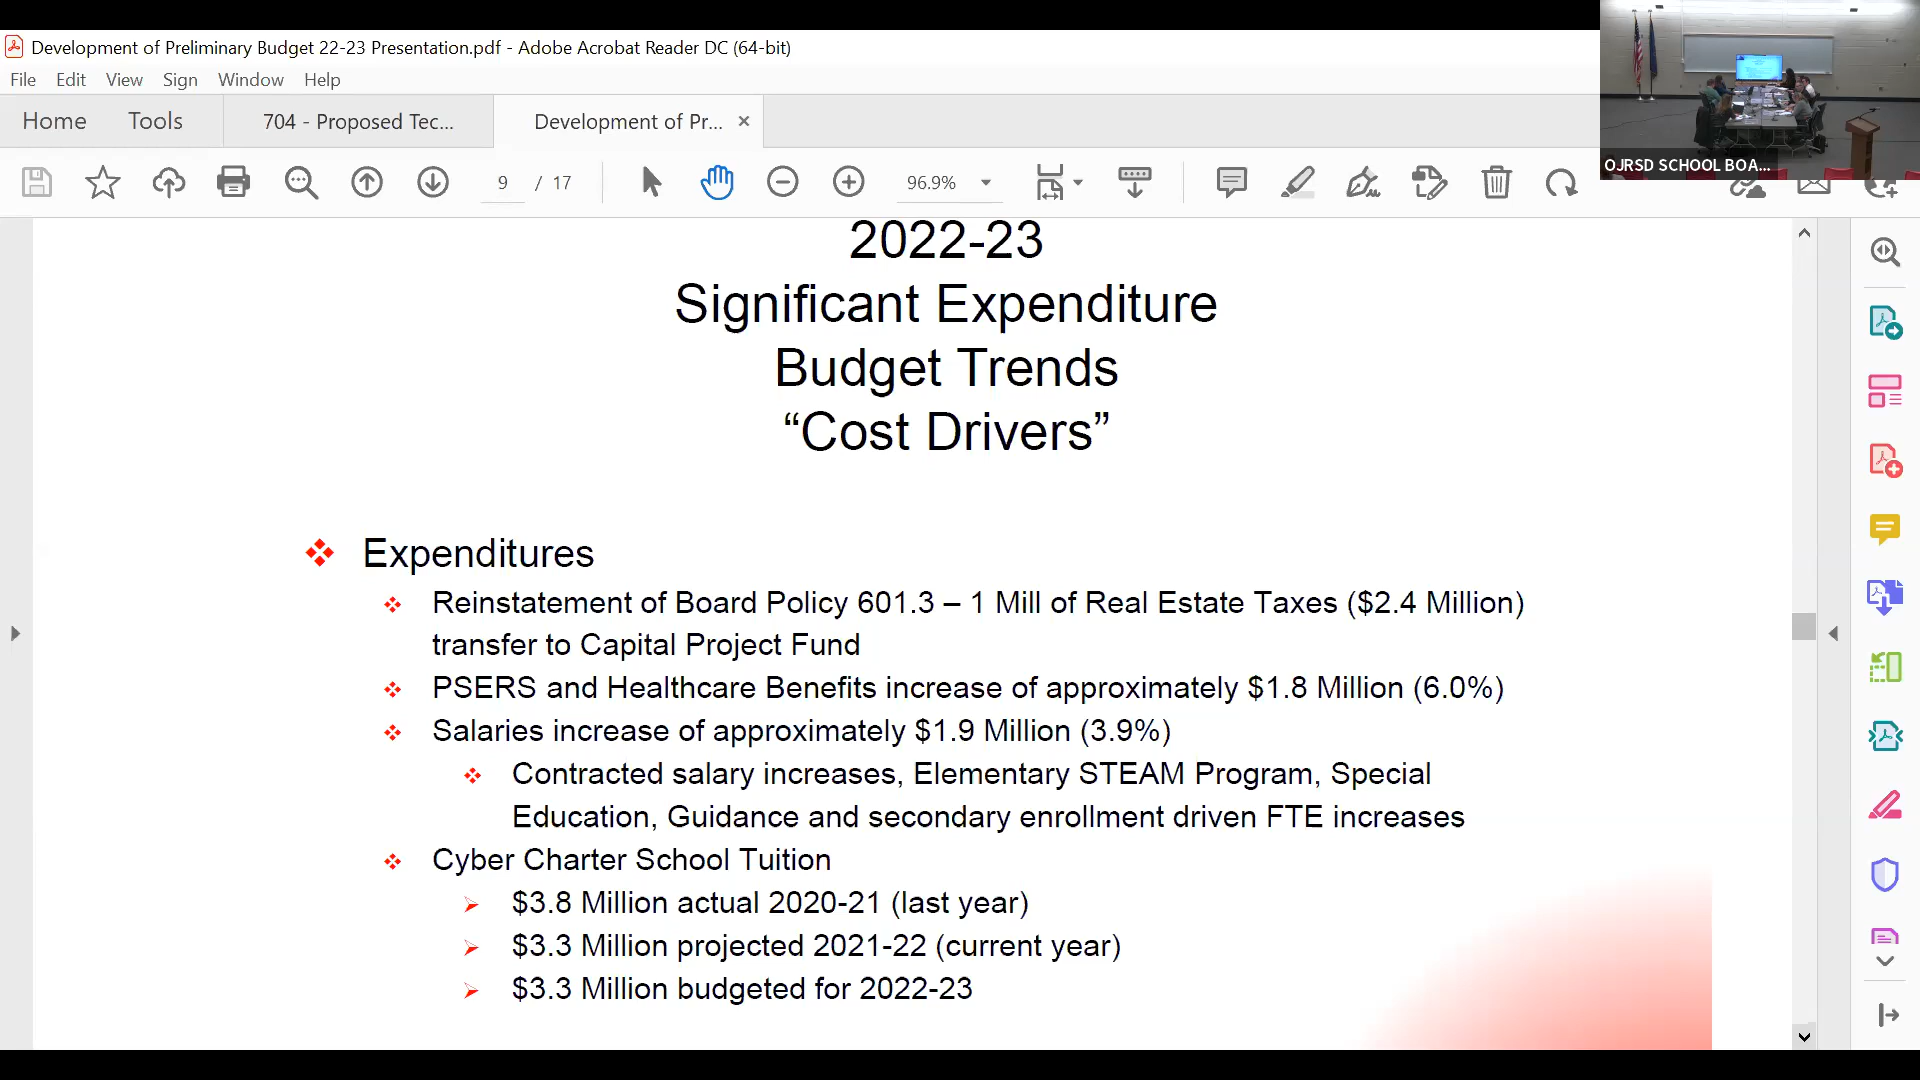 Development of Preliminary Budget 22-23 Presentation.pdf - Adobe Acrobat Reader DC (64-bit)
File Edit View Sign Window Help
Home Tools 704 - Proposed Tec... Development of Pr... ×
9 / 17 96.9%
OJRSD SCHOOL BOA...
2022-23
Significant Expenditure
Budget Trends
“Cost Drivers”
Expenditures
Reinstatement of Board Policy 601.3 – 1 Mill of Real Estate Taxes ($2.4 Million)
transfer to Capital Project Fund
PSERS and Healthcare Benefits increase of approximately $1.8 Million (6.0%)
Salaries increase of approximately $1.9 Million (3.9%)
Contracted salary increases, Elementary STEAM Program, Special
Education, Guidance and secondary enrollment driven FTE increases
Cyber Charter School Tuition
$3.8 Million actual 2020-21 (last year)
$3.3 Million projected 2021-22 (current year)
$3.3 Million budgeted for 2022-23